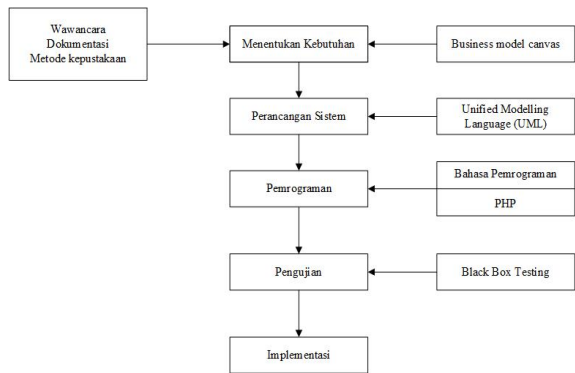 Wawancara
Dokumentasi
Metode kepustakaan
Menentukan Kebutuhan
Business model canvas
Perancangan Sistem
Unified Modelling
Language (UML)
Pemrograman
Bahasa Pemrograman
PHP
Pengujian
Black Box Testing
Implementasi